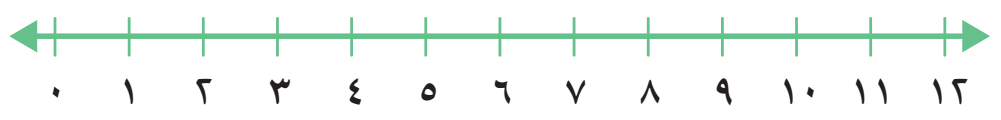 ٠ ١ ٢ ٣ ٤ ٥ ٦ ٧ ٨ ٩ ١٠ ١١ ١٢